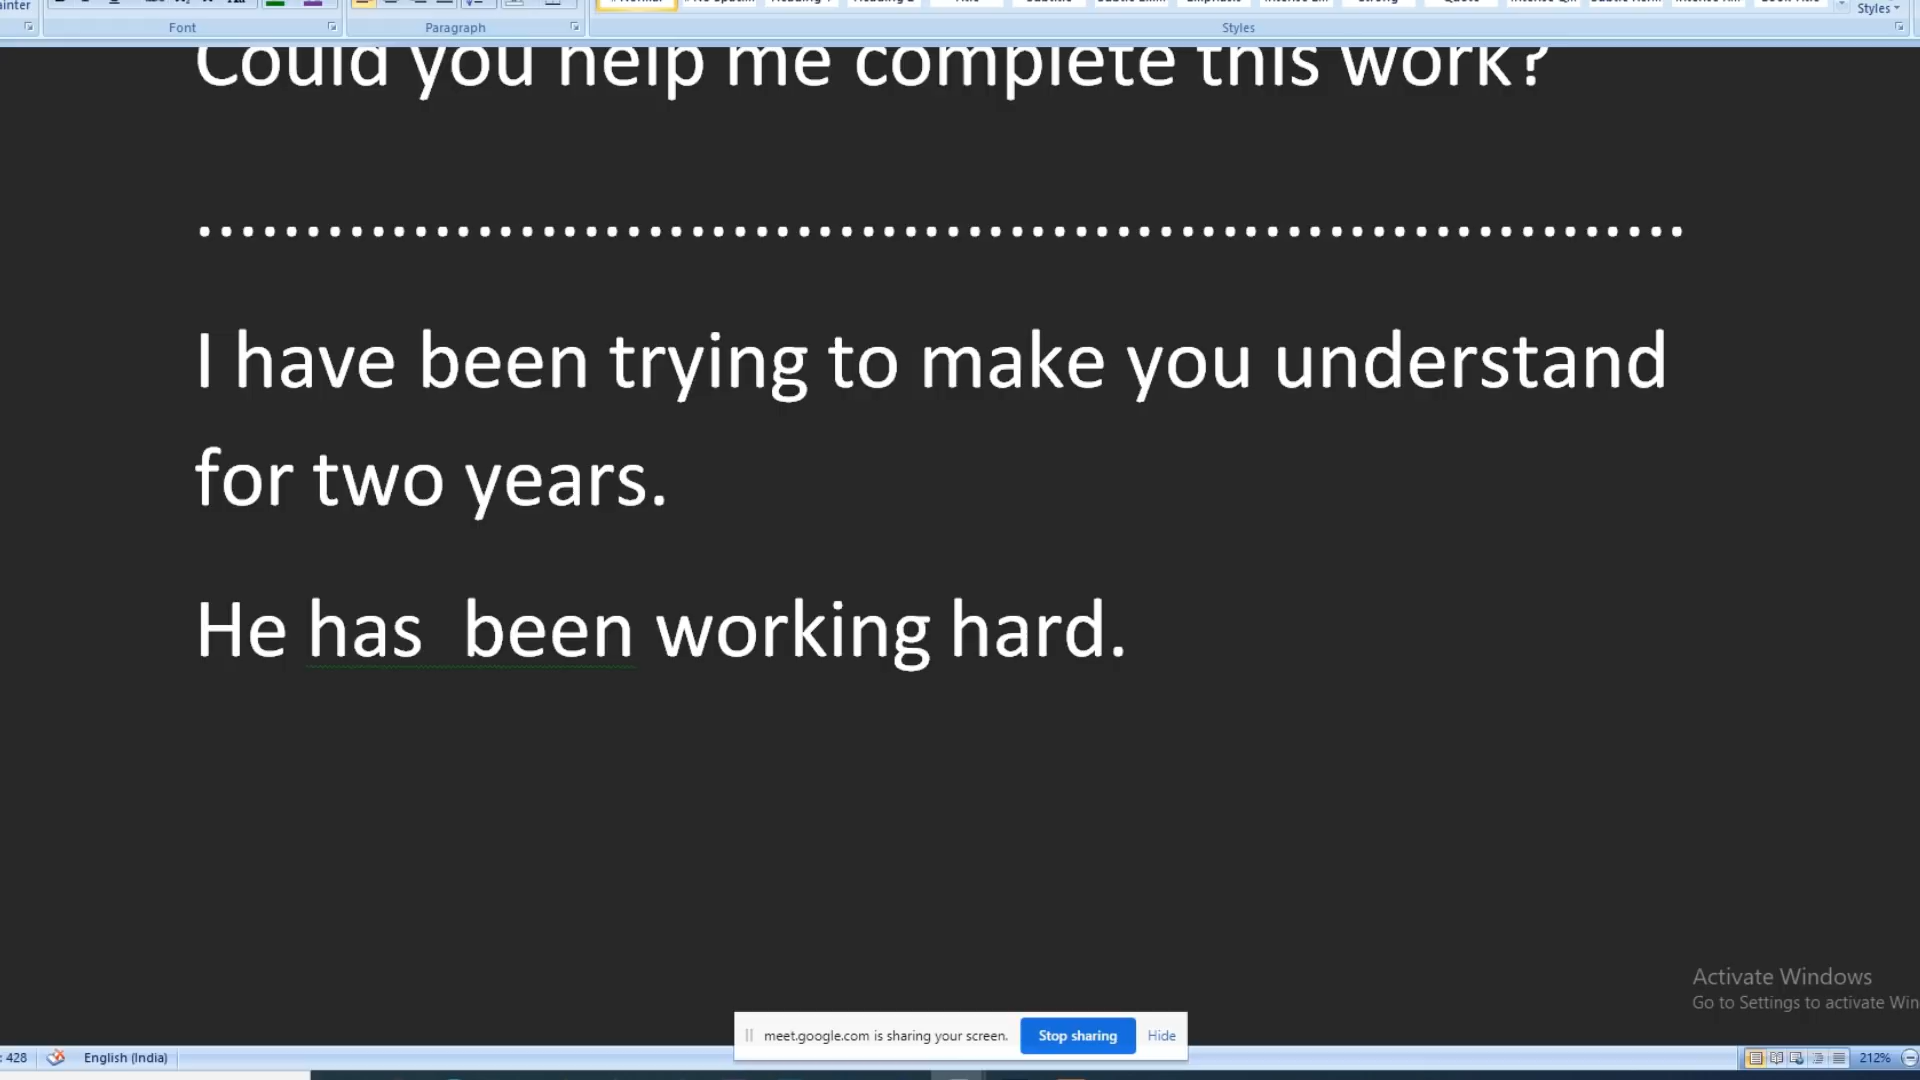 ainter
Font
Paragraph
Styles
Styles
Could you help me complete this work?
.....................................................................
I have been trying to make you understand
for two years.
He has  been working hard.
Activate Windows
Go to Settings to activate Win
meet.google.com is sharing your screen. Stop sharing Hide
: 428 English (India) 212%